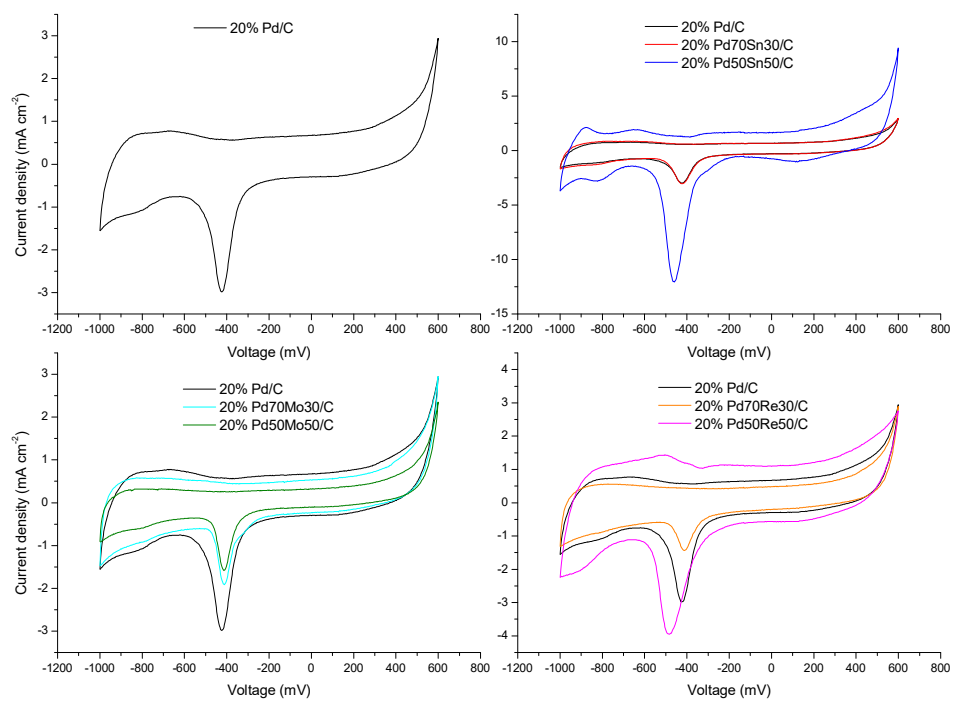 20% Pd/C
3
2
1
0
-1
-2
-3
Current density (mA cm⁻²)
-1200 -1000 -800 -600 -400 -200 0 200 400 600 800
Voltage (mV)
20% Pd/C
20% Pd70Sn30/C
20% Pd50Sn50/C
10
5
0
-5
-10
-15
-1200 -1000 -800 -600 -400 -200 0 200 400 600 800
Voltage (mV)
20% Pd/C
20% Pd70Mo30/C
20% Pd50Mo50/C
3
2
1
0
-1
-2
-3
Current density (mA cm⁻²)
-1200 -1000 -800 -600 -400 -200 0 200 400 600 800
Voltage (mV)
20% Pd/C
20% Pd70Re30/C
20% Pd50Re50/C
4
3
2
1
0
-1
-2
-3
-4
-1200 -1000 -800 -600 -400 -200 0 200 400 600 800
Voltage (mV)